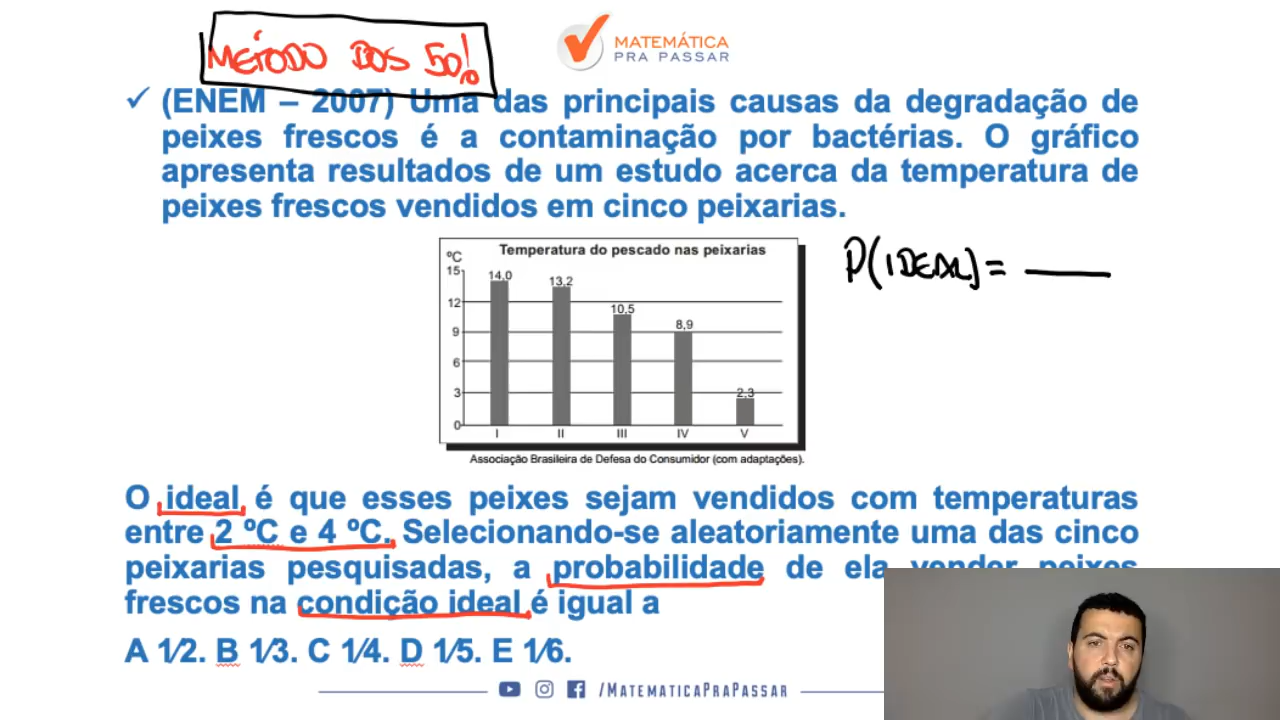 MÉTODO DOS 50!
MATEMÁTICA
PRA PASSAR
(ENEM – 2007) Uma das principais causas da degradação de
peixes frescos é a contaminação por bactérias. O gráfico
apresenta resultados de um estudo acerca da temperatura de
peixes frescos vendidos em cinco peixarias.
Temperatura do pescado nas peixarias
ºC
15
14,0
13,2
12
10,5
9
8,9
6
3
2,3
0
I II III IV V
Associação Brasileira de Defesa do Consumidor (com adaptações).
P(IDEAL) =
O ideal é que esses peixes sejam vendidos com temperaturas
entre 2 ºC e 4 ºC. Selecionando-se aleatoriamente uma das cinco
peixarias pesquisadas, a probabilidade de ela vender peixes
frescos na condição ideal é igual a
A 1⁄2. B 1⁄3. C 1⁄4. D 1⁄5. E 1⁄6.
/MATEMATICAPRAPASSAR